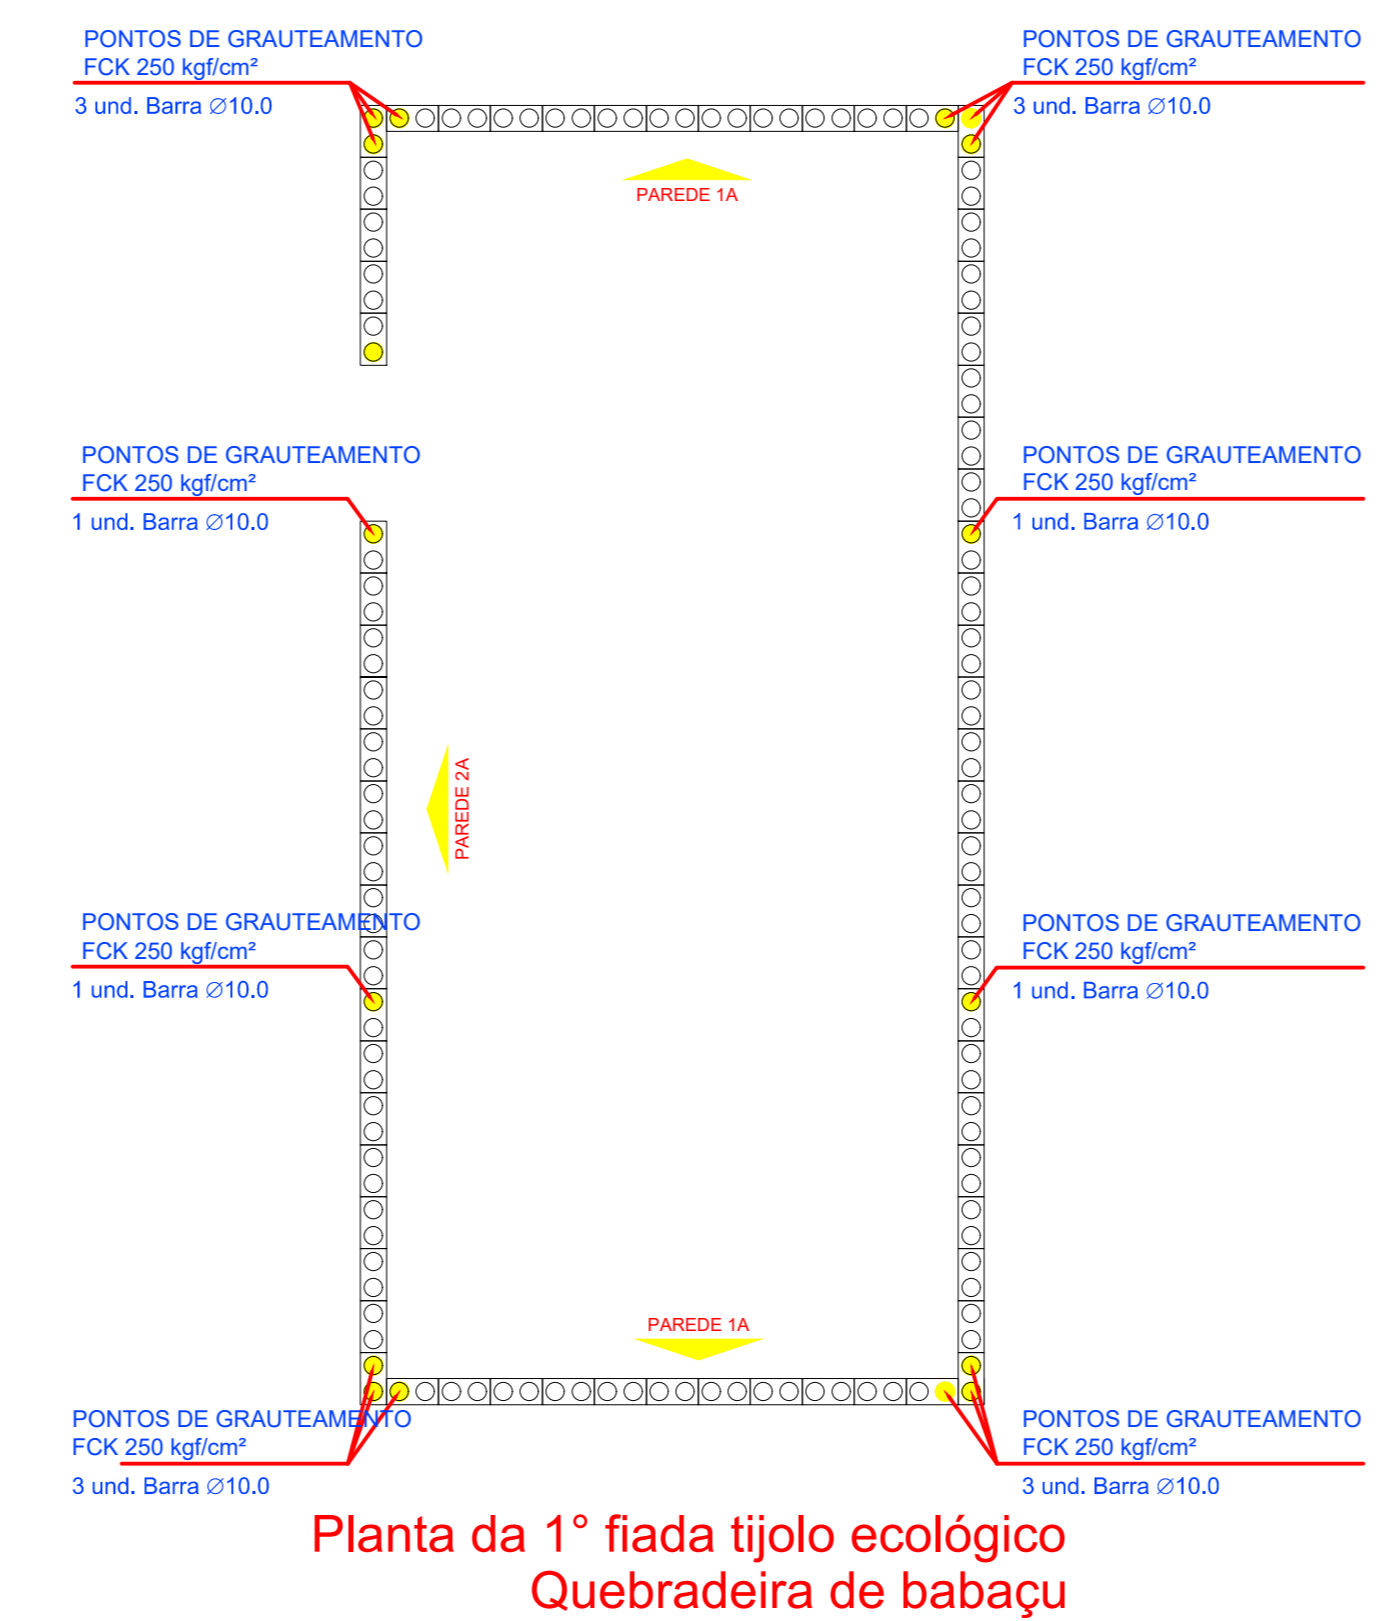 PONTOS DE GRAUTEAMENTO
FCK 250 kgf/cm²
3 und. Barra ∅10.0
PONTOS DE GRAUTEAMENTO
FCK 250 kgf/cm²
3 und. Barra ∅10.0
PAREDE 1A
PONTOS DE GRAUTEAMENTO
FCK 250 kgf/cm²
1 und. Barra ∅10.0
PONTOS DE GRAUTEAMENTO
FCK 250 kgf/cm²
1 und. Barra ∅10.0
PAREDE 2A
PONTOS DE GRAUTEAMENTO
FCK 250 kgf/cm²
1 und. Barra ∅10.0
PONTOS DE GRAUTEAMENTO
FCK 250 kgf/cm²
1 und. Barra ∅10.0
PAREDE 1A
PONTOS DE GRAUTEAMENTO
FCK 250 kgf/cm²
3 und. Barra ∅10.0
PONTOS DE GRAUTEAMENTO
FCK 250 kgf/cm²
3 und. Barra ∅10.0
Planta da 1° fiada tijolo ecológico
Quebradeira de babaçu